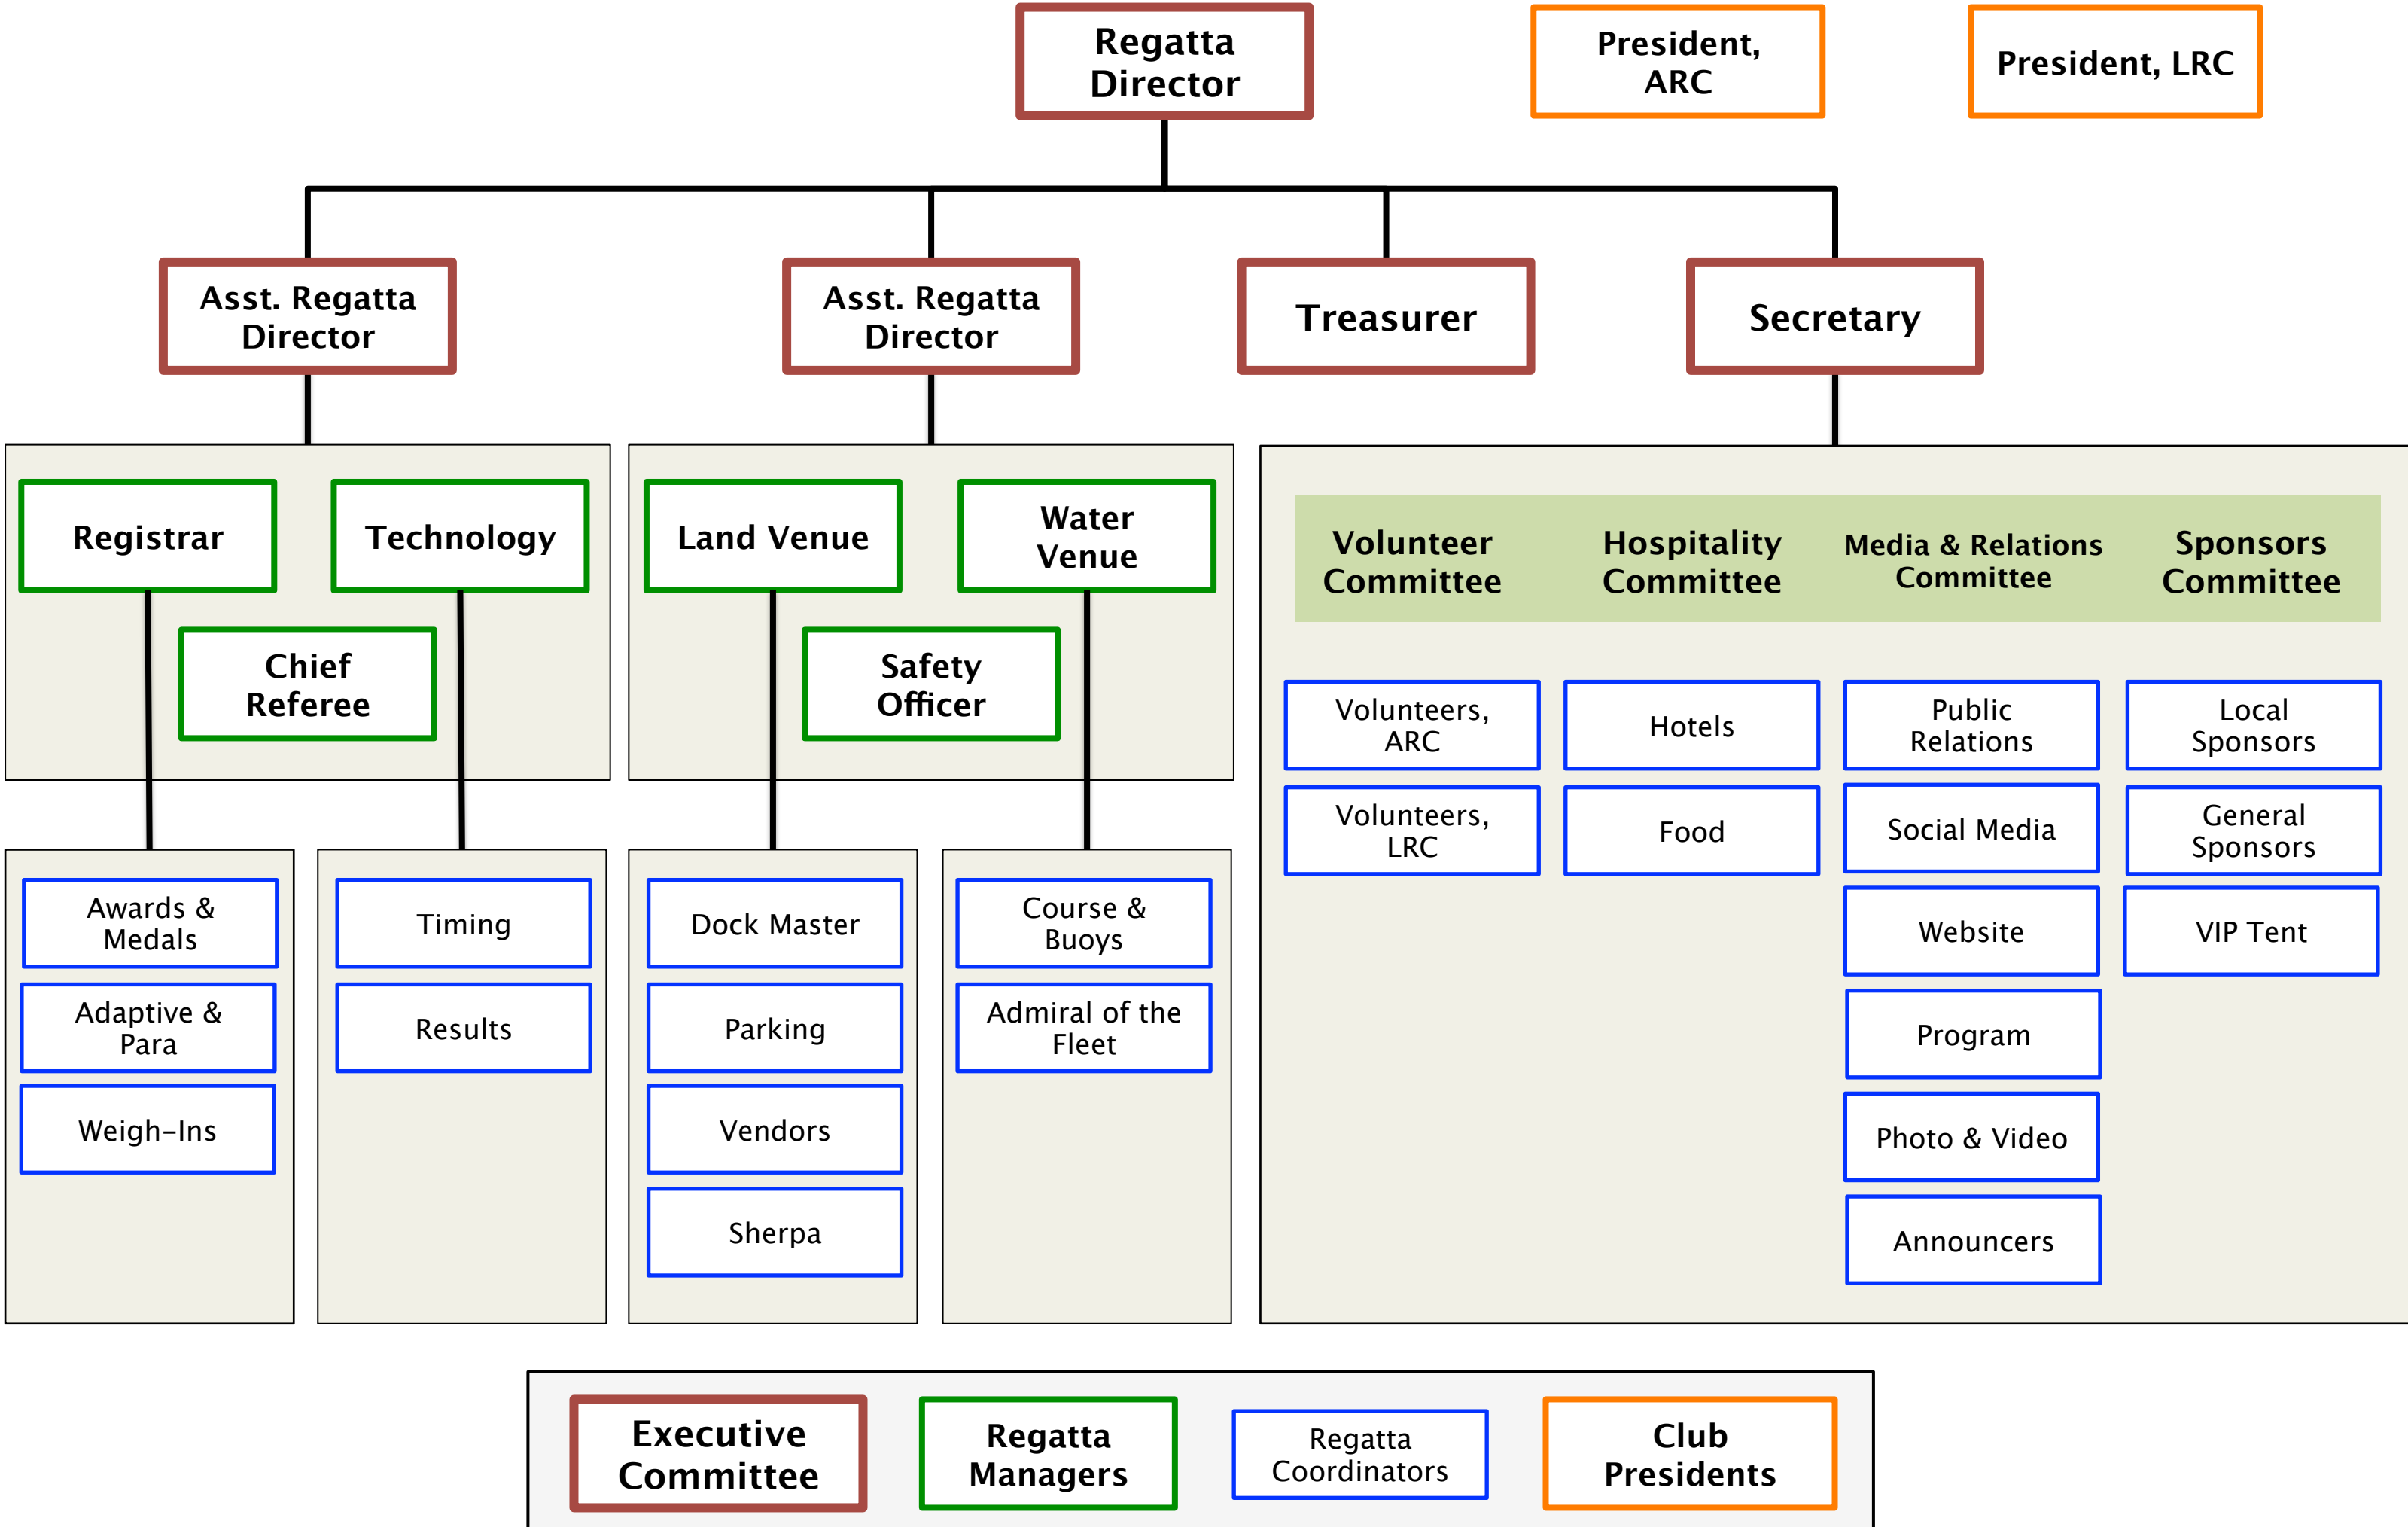 Regatta
Director
President,
ARC
President, LRC
Asst. Regatta
Director
Asst. Regatta
Director
Treasurer
Secretary
Registrar
Technology
Chief
Referee
Land Venue
Water
Venue
Safety
Officer
Volunteer
Committee
Hospitality
Committee
Media & Relations
Committee
Sponsors
Committee
Volunteers,
ARC
Volunteers,
LRC
Hotels
Food
Public
Relations
Social Media
Website
Program
Photo & Video
Announcers
Local
Sponsors
General
Sponsors
VIP Tent
Awards &
Medals
Adaptive &
Para
Weigh-Ins
Timing
Results
Dock Master
Parking
Vendors
Sherpa
Course &
Buoys
Admiral of the
Fleet
Executive
Committee
Regatta
Managers
Regatta
Coordinators
Club
Presidents